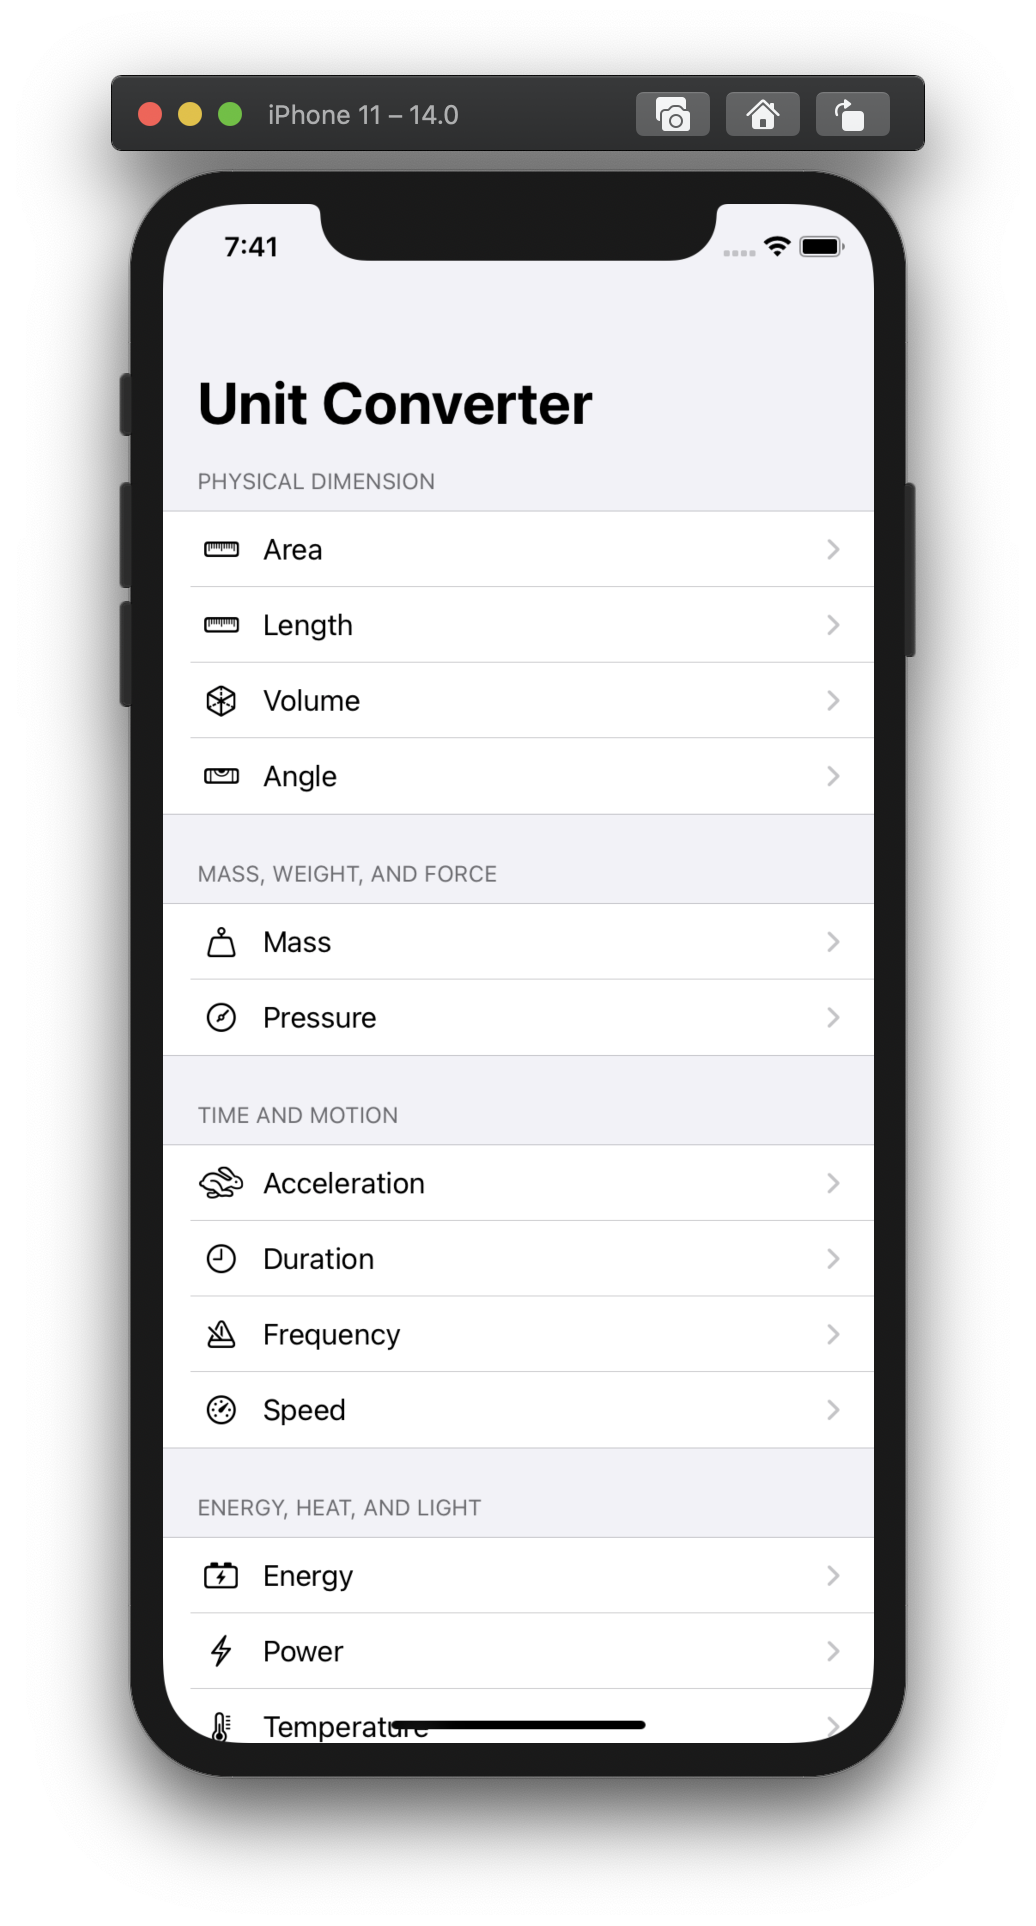 iPhone 11 – 14.0
7:41
Unit Converter
PHYSICAL DIMENSION
Area
Length
Volume
Angle
MASS, WEIGHT, AND FORCE
Mass
Pressure
TIME AND MOTION
Acceleration
Duration
Frequency
Speed
ENERGY, HEAT, AND LIGHT
Energy
Power
Temperature